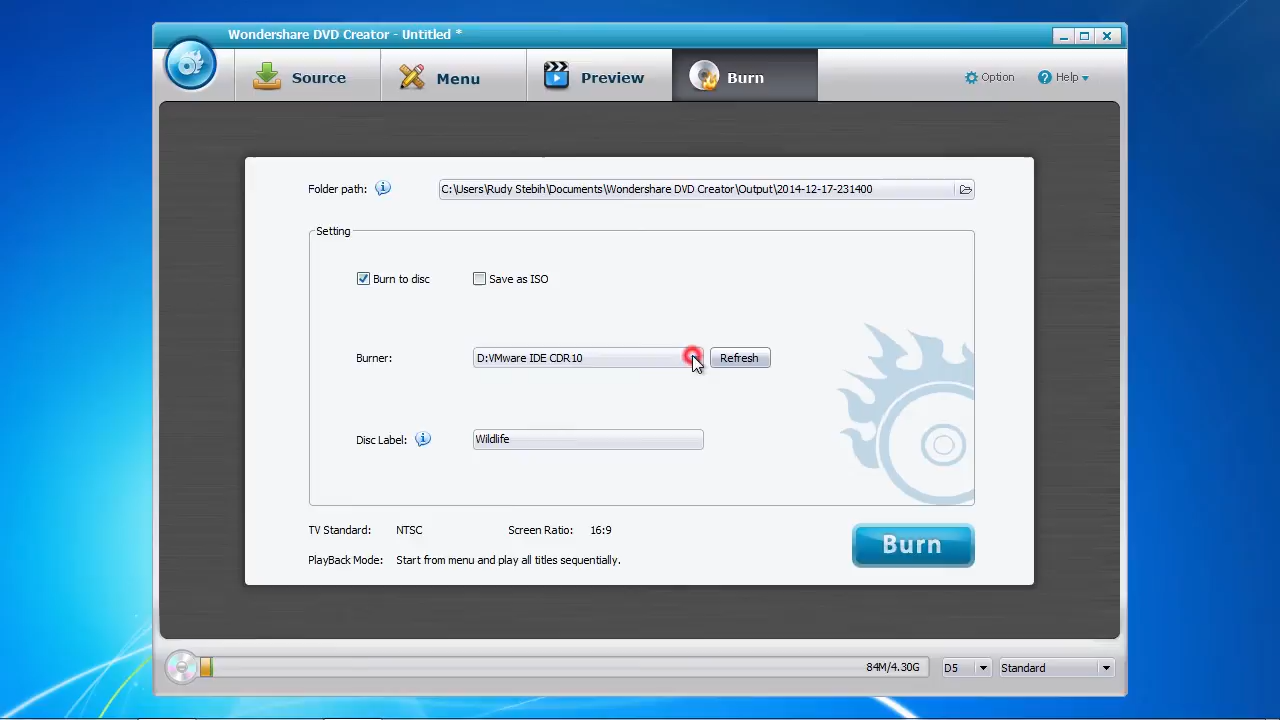 Wondershare DVD Creator - Untitled *
Source
Menu
Preview
Burn
Option
Help
Folder path:
C:\Users\Rudy Stebih\Documents\Wondershare DVD Creator\Output\2014-12-17-231400
Setting
Burn to disc
Save as ISO
Burner:
D:VMware IDE CDR10
Refresh
Disc Label:
Wildlife
TV Standard: NTSC
Screen Ratio: 16:9
PlayBack Mode: Start from menu and play all titles sequentially.
Burn
84M/4.30G
D5
Standard